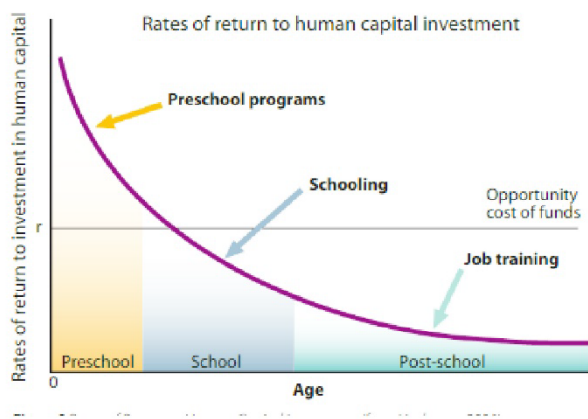 Rates of return to human capital investment
Rates of return to investment in human capital
Preschool programs
Schooling
Opportunity
cost of funds
r
Job training
Preschool
School
Post-school
0
Age